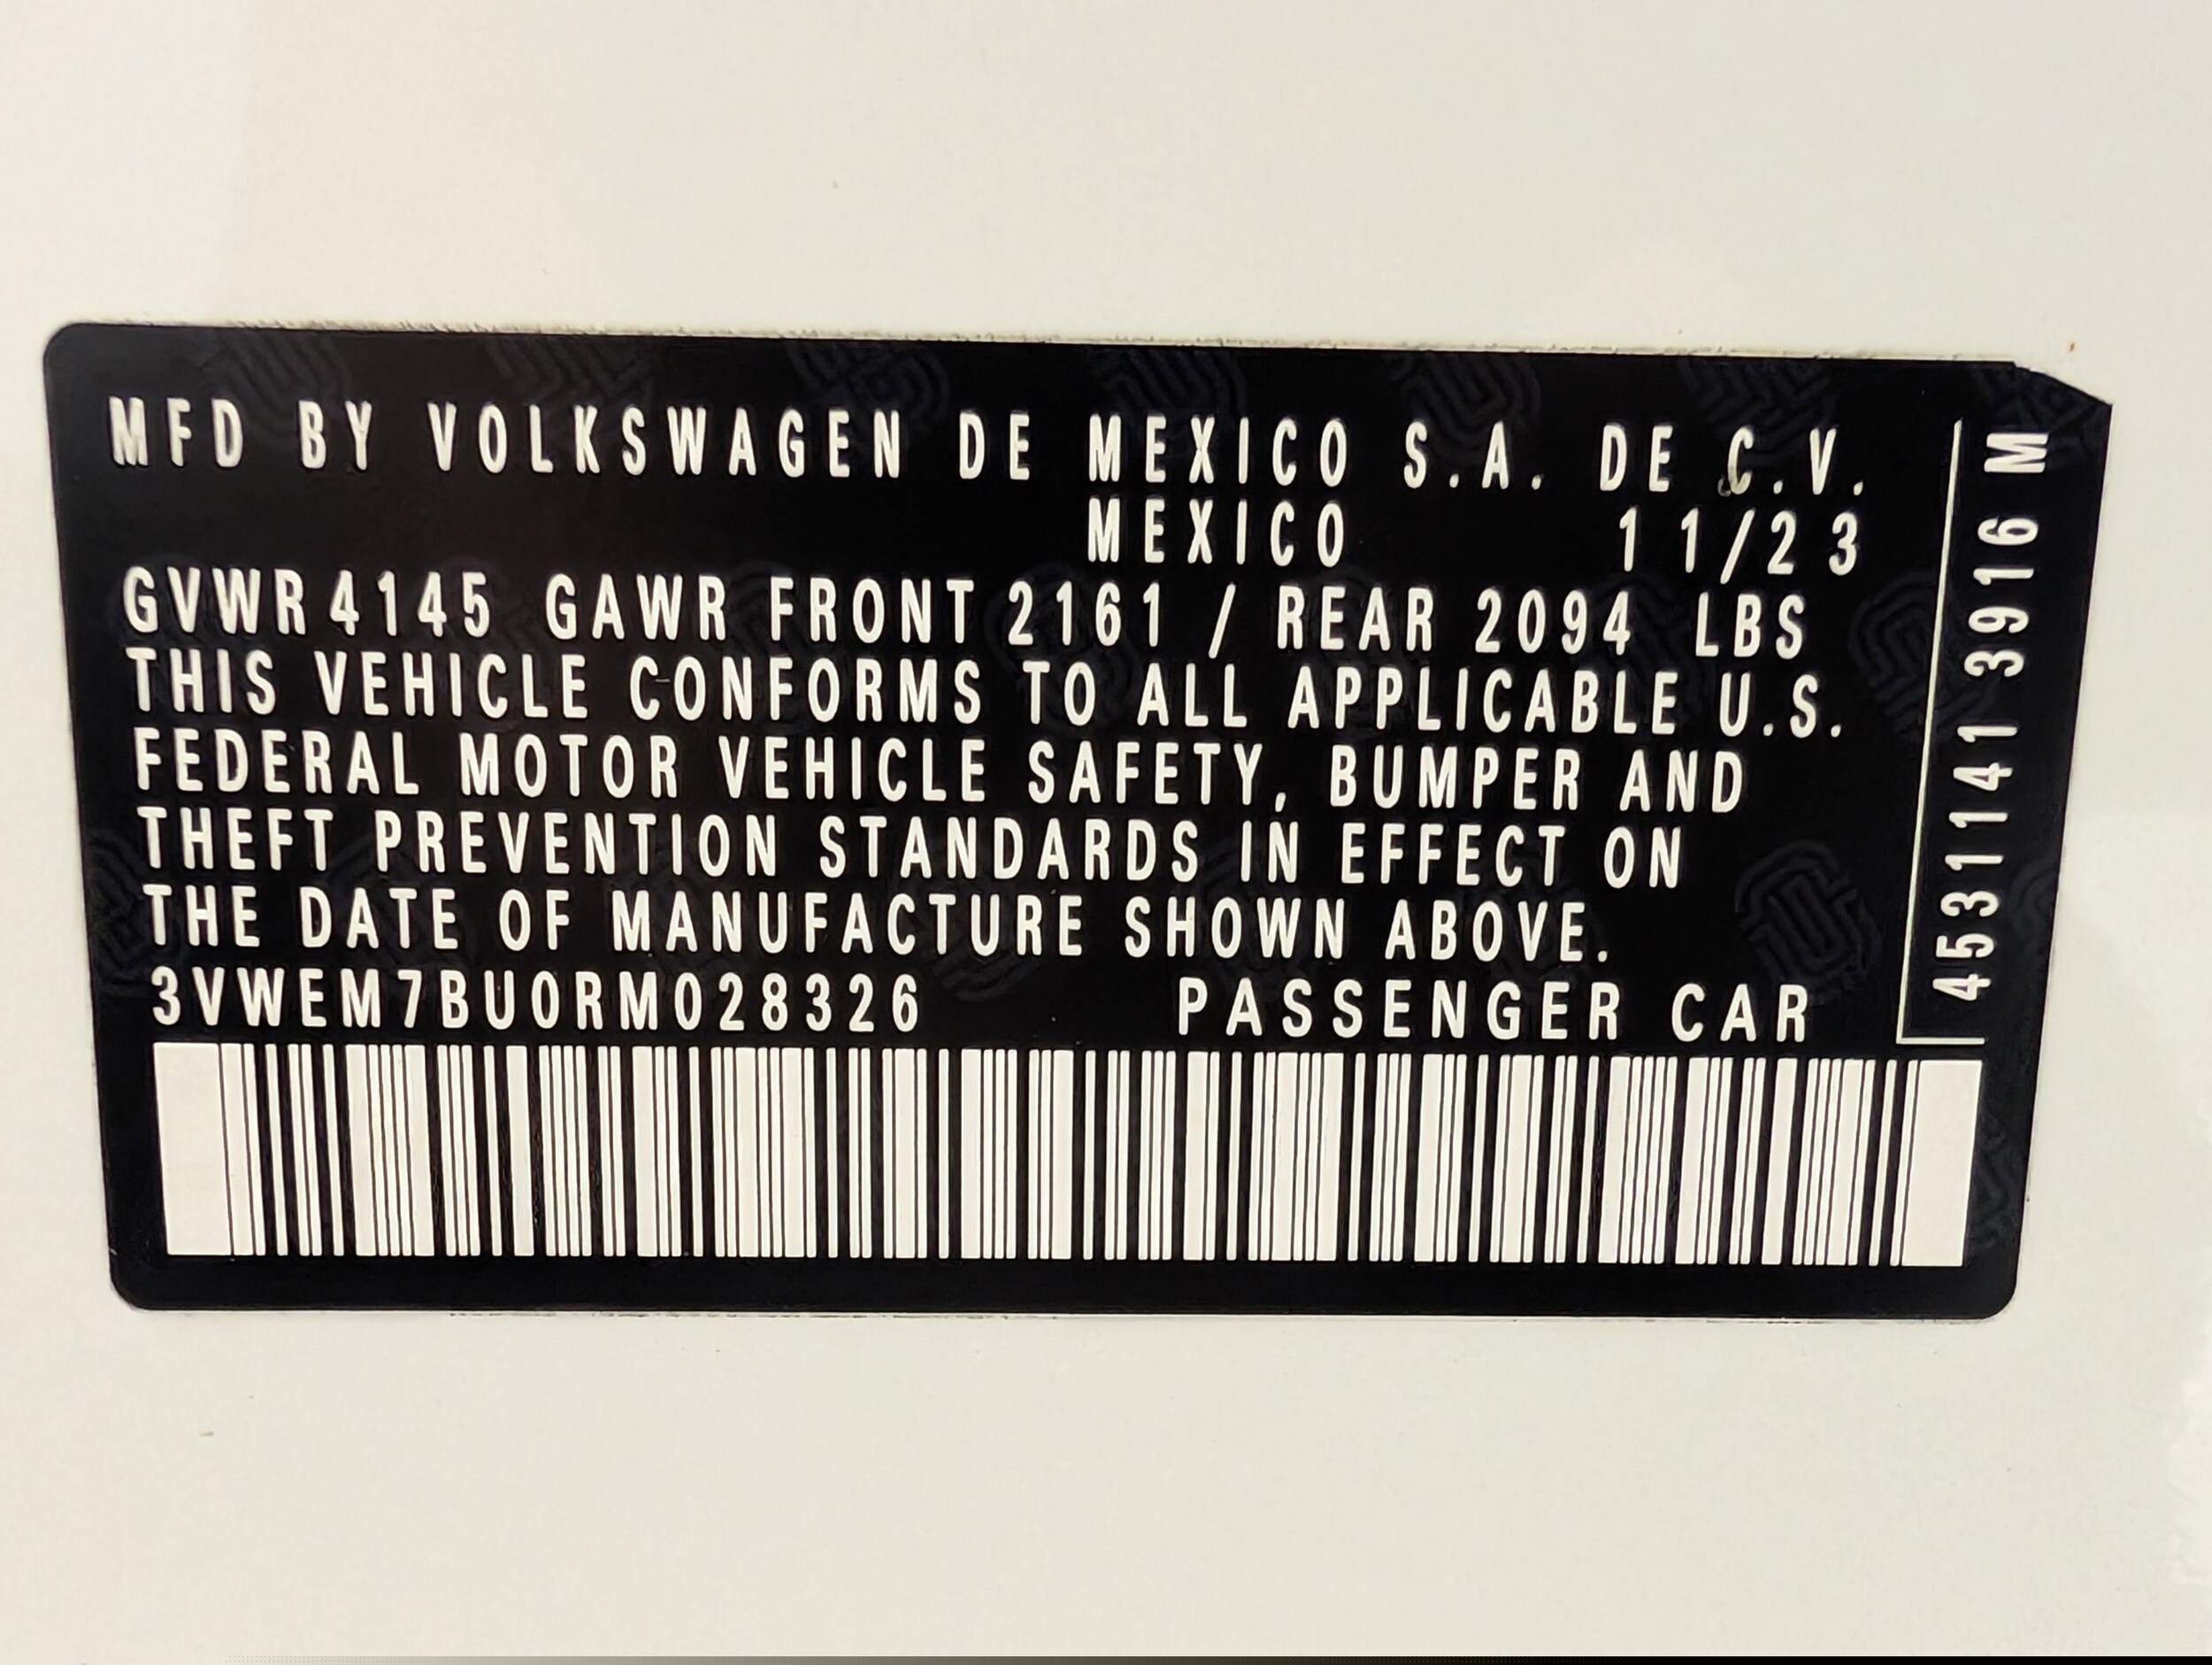 MFD BY VOLKSWAGEN DE MEXICO S.A. DE C.V.
MEXICO 11/23
GVWR 4145 GAWR FRONT 2161 / REAR 2094 LBS
THIS VEHICLE CONFORMS TO ALL APPLICABLE U.S.
FEDERAL MOTOR VEHICLE SAFETY, BUMPER AND
THEFT PREVENTION STANDARDS IN EFFECT ON
THE DATE OF MANUFACTURE SHOWN ABOVE.
3VWEM7BU0RM028326 PASSENGER CAR
4531141 3916 M